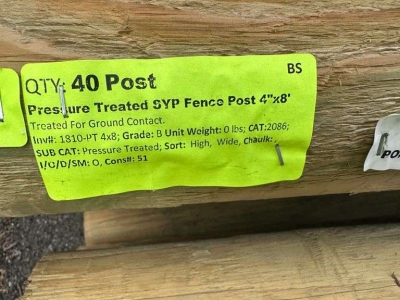 BS
QTY: 40 Post
Pressure Treated SYP Fence Post 4"x8'
Treated For Ground Contact.
Inv#: 1810-PT 4x8; Grade: B Unit Weight: 0 lbs; CAT:2086;
SUB CAT: Pressure Treated; Sort: High, Wide, Chaulk: ,
I/O/D/SM: O, Cons#: 51